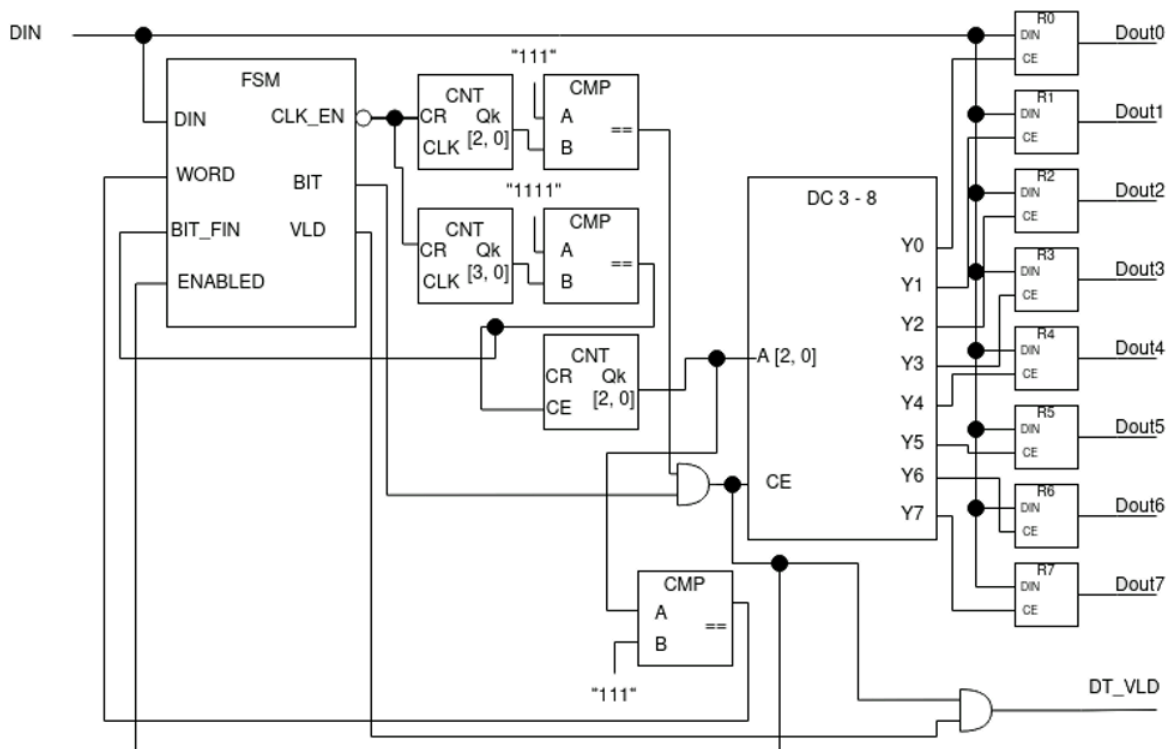 DIN
FSM
DIN
CLK_EN
WORD
BIT
BIT_FIN
VLD
ENABLED
CNT
CR Qk
[2, 0]
CLK
"111"
CMP
A
==
B
CNT
CR Qk
[3, 0]
CLK
"1111"
CMP
A
==
B
CNT
CR Qk
[2, 0]
CE
CMP
A
==
B
"111"
DC 3 - 8
A [2, 0]
CE
Y0
Y1
Y2
Y3
Y4
Y5
Y6
Y7
R0
DIN
CE
Dout0
R1
DIN
CE
Dout1
R2
DIN
CE
Dout2
R3
DIN
CE
Dout3
R4
DIN
CE
Dout4
R5
DIN
CE
Dout5
R6
DIN
CE
Dout6
R7
DIN
CE
Dout7
DT_VLD